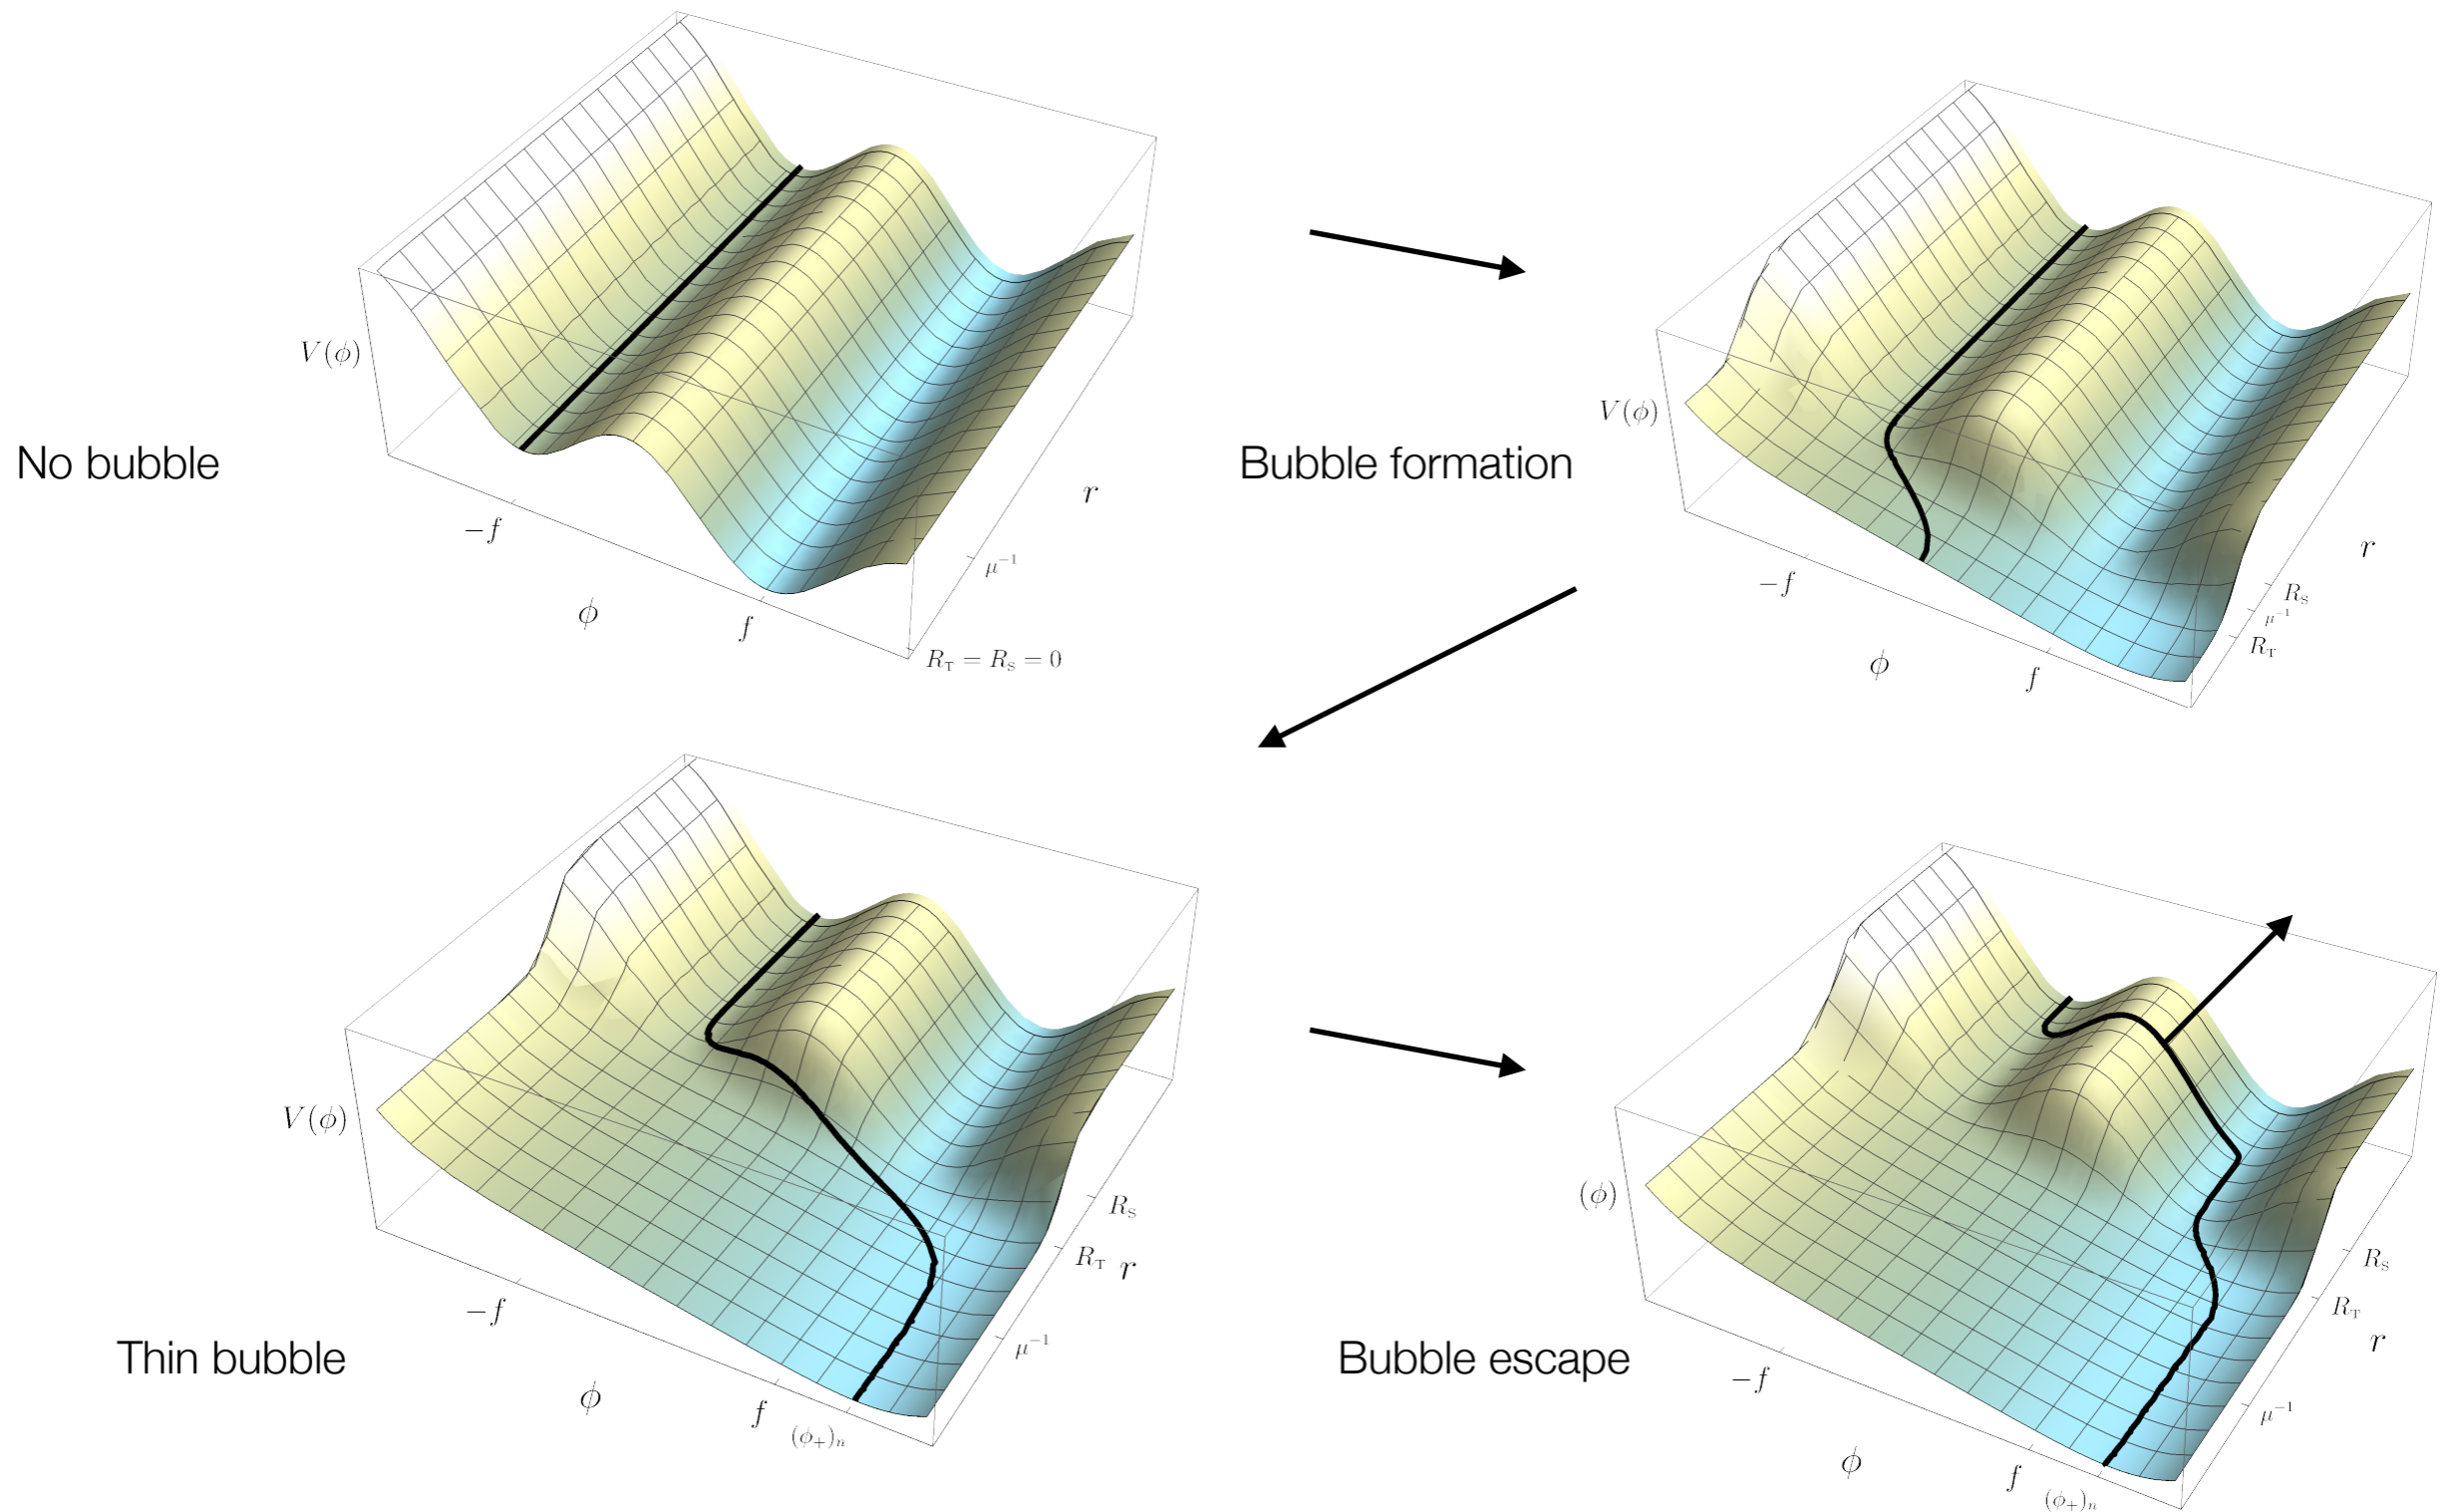 No bubble
V(ϕ)
−f
ϕ
f
r
μ⁻¹
R_T = R_S = 0
Bubble formation
V(ϕ)
−f
ϕ
f
r
R_S
μ⁻¹
R_T
Thin bubble
V(ϕ)
−f
ϕ
f
(ϕ₊)ₙ
R_S
R_T
r
μ⁻¹
Bubble escape
(ϕ)
−f
ϕ
f
(ϕ₊)ₙ
R_S
R_T
r
μ⁻¹